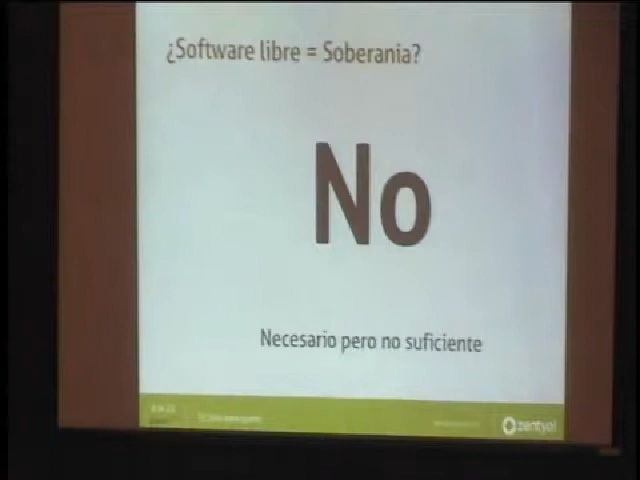 ¿Software libre = Soberania?
No
Necesario pero no suficiente
zentyal